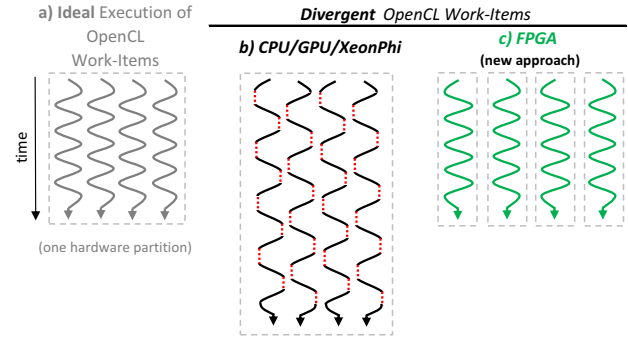 a) Ideal Execution of
OpenCL
Work-Items
time
(one hardware partition)
Divergent OpenCL Work-Items
b) CPU/GPU/XeonPhi
c) FPGA
(new approach)